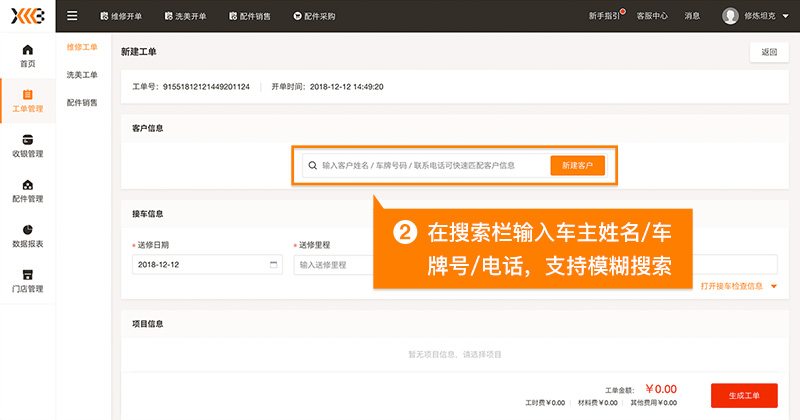 维修开单 洗美开单 配件销售 配件采购 新手指引 客服中心 消息 修炼坦克
首页
工单管理
收银管理
配件管理
数据报表
门店管理
维修工单
洗美工单
配件销售
新建工单 返回
工单号: 91551812121449201124 开单时间: 2018-12-12 14:49:20
客户信息
输入客户姓名 / 车牌号码 / 联系电话可快速匹配客户信息 新建客户
② 在搜索栏输入车主姓名/车
牌号/电话，支持模糊搜索
接车信息
* 送修日期 * 送修里程
2018-12-12 输入送修里程
打开接车检查信息
项目信息
暂无项目信息, 请选择项目
工单金额: ￥0.00
工时费￥0.00 / 材料费￥0.00 / 其他费用￥0.00
生成工单